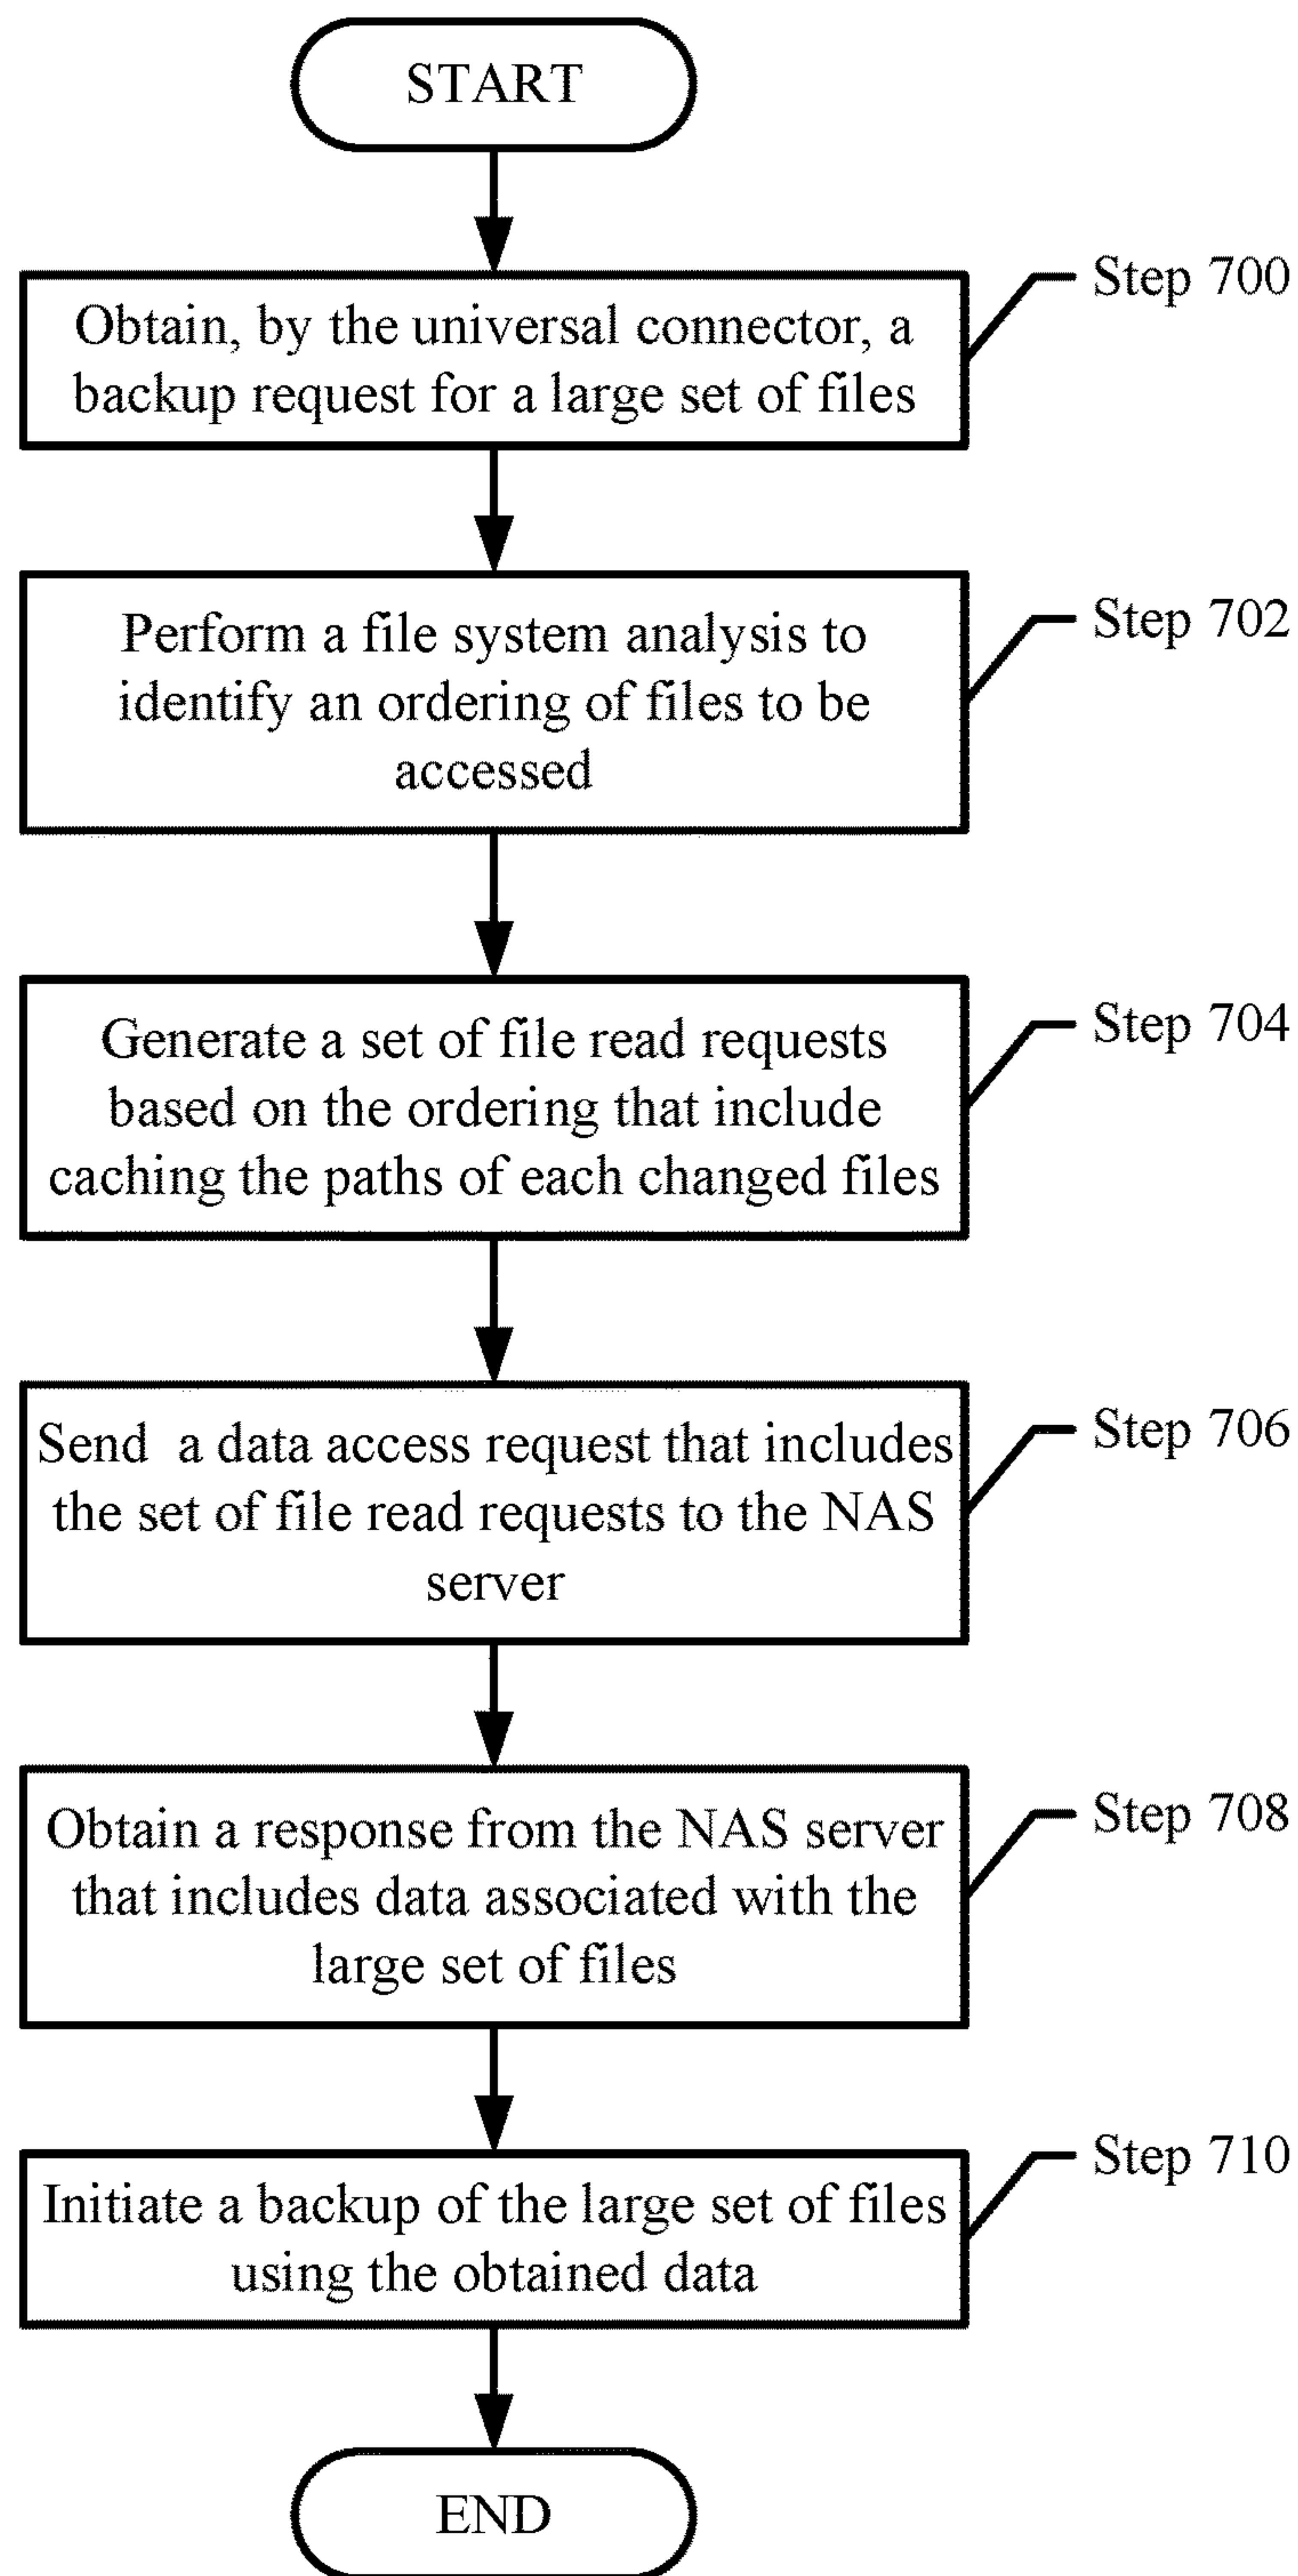 START
Step 700
Obtain, by the universal connector, a
backup request for a large set of files
Step 702
Perform a file system analysis to
identify an ordering of files to be
accessed
Step 704
Generate a set of file read requests
based on the ordering that include
caching the paths of each changed files
Step 706
Send a data access request that includes
the set of file read requests to the NAS
server
Step 708
Obtain a response from the NAS server
that includes data associated with the
large set of files
Step 710
Initiate a backup of the large set of files
using the obtained data
END